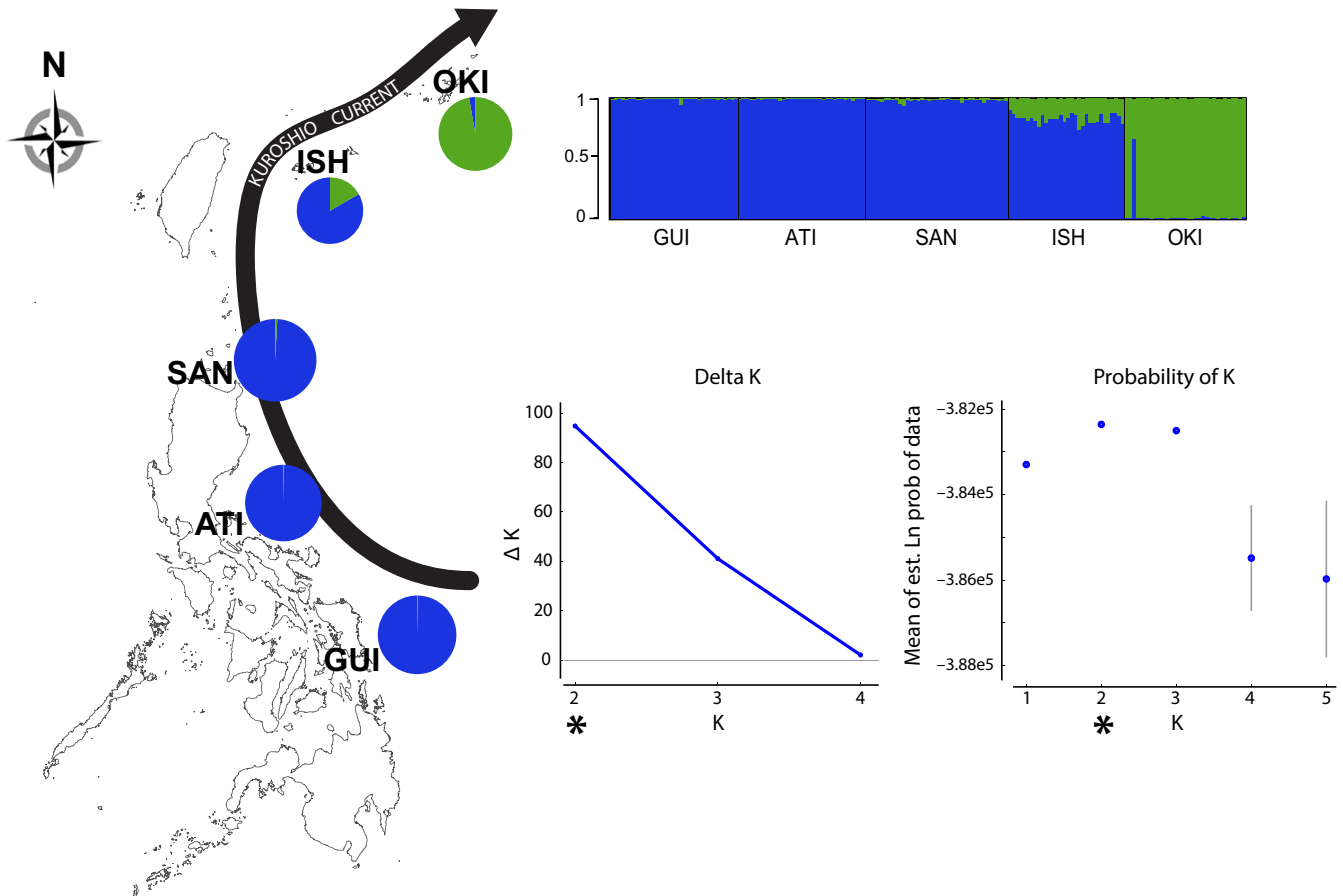 N
KUROSHIO CURRENT
OKI
ISH
SAN
ATI
GUI
1
0.5
0
GUI ATI SAN ISH OKI
Delta K
100
80
60
40
20
0
Δ K
2 3 4
* K
Probability of K
−3.82e5
−3.84e5
−3.86e5
−3.88e5
Mean of est. Ln prob of data
1 2 3 4 5
* K